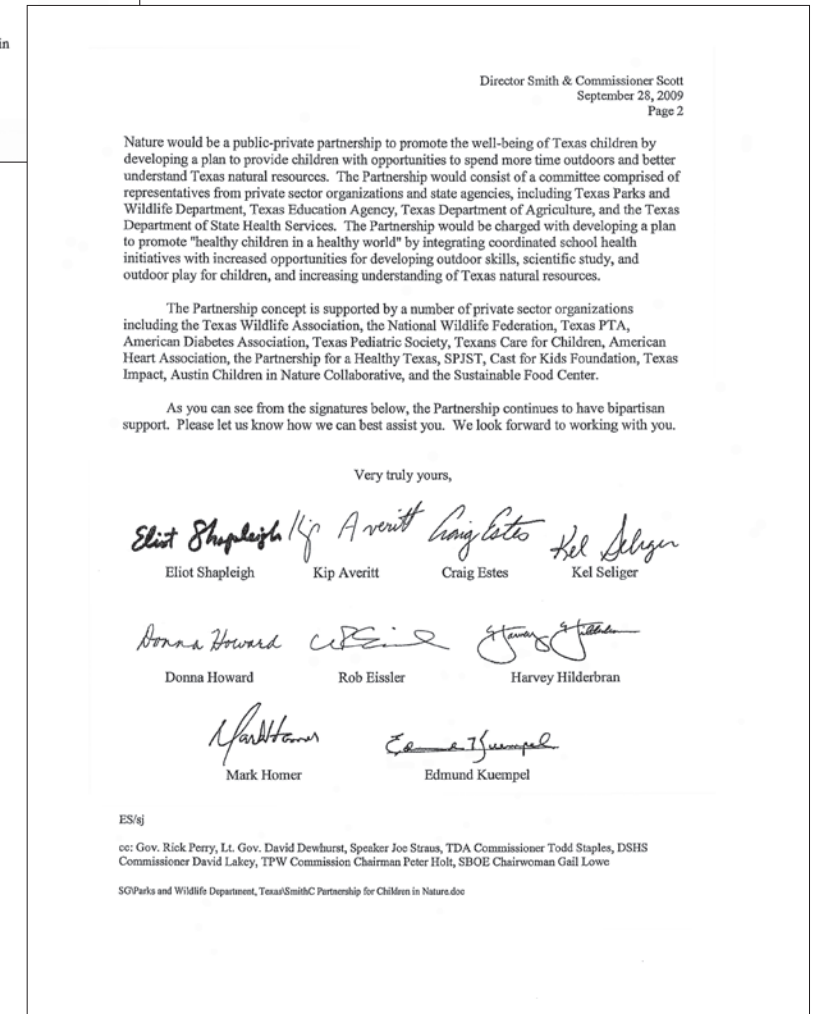 in
Director Smith & Commissioner Scott
September 28, 2009
Page 2
Nature would be a public-private partnership to promote the well-being of Texas children by
developing a plan to provide children with opportunities to spend more time outdoors and better
understand Texas natural resources. The Partnership would consist of a committee comprised of
representatives from private sector organizations and state agencies, including Texas Parks and
Wildlife Department, Texas Education Agency, Texas Department of Agriculture, and the Texas
Department of State Health Services. The Partnership would be charged with developing a plan
to promote "healthy children in a healthy world" by integrating coordinated school health
initiatives with increased opportunities for developing outdoor skills, scientific study, and
outdoor play for children, and increasing understanding of Texas natural resources.
The Partnership concept is supported by a number of private sector organizations
including the Texas Wildlife Association, the National Wildlife Federation, Texas PTA,
American Diabetes Association, Texas Pediatric Society, Texans Care for Children, American
Heart Association, the Partnership for a Healthy Texas, SPJST, Cast for Kids Foundation, Texas
Impact, Austin Children in Nature Collaborative, and the Sustainable Food Center.
As you can see from the signatures below, the Partnership continues to have bipartisan
support. Please let us know how we can best assist you. We look forward to working with you.
Very truly yours,
Eliot Shapleigh Kip Averitt Craig Estes Kel Seliger
Eliot Shapleigh Kip Averitt Craig Estes Kel Seliger
Donna Howard
Donna Howard Rob Eissler Harvey Hilderbran
Mark Homer Edmund Kuempel
Mark Homer Edmund Kuempel
ES/sj
cc: Gov. Rick Perry, Lt. Gov. David Dewhurst, Speaker Joe Straus, TDA Commissioner Todd Staples, DSHS
Commissioner David Lakey, TPW Commission Chairman Peter Holt, SBOE Chairwoman Gail Lowe
SG\Parks and Wildlife Department, Texas\SmithC Partnership for Children in Nature.doc